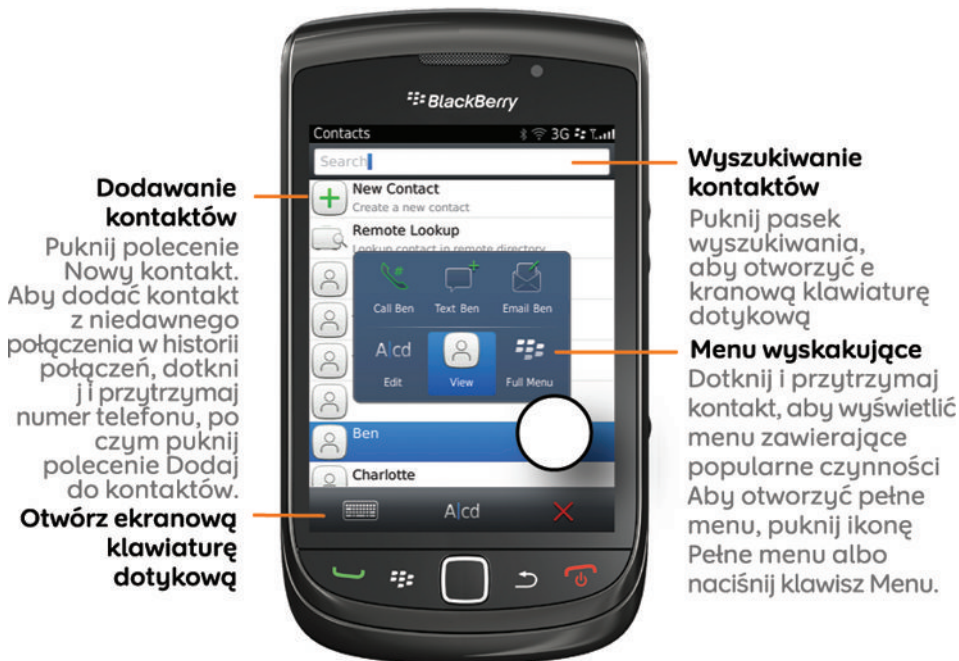 BlackBerry
Contacts
3G
Search
New Contact
Create a new contact
Remote Lookup
Lookup contact in remote directory
Call Ben
Text Ben
Email Ben
A|cd
Edit
View
Full Menu
Ben
Charlotte
A|cd
Dodawanie
kontaktów
Puknij polecenie
Nowy kontakt.
Aby dodać kontakt
z niedawnego
połączenia w historii
połączeń, dotkni
j i przytrzymaj
numer telefonu, po
czym puknij
polecenie Dodaj
do kontaktów.
Otwórz ekranową
klawiaturę
dotykową
Wyszukiwanie
kontaktów
Puknij pasek
wyszukiwania,
aby otworzyć e
kranową klawiaturę
dotykową
Menu wyskakujące
Dotknij i przytrzymaj
kontakt, aby wyświetlić
menu zawierające
popularne czynności
Aby otworzyć pełne
menu, puknij ikonę
Pełne menu albo
naciśnij klawisz Menu.